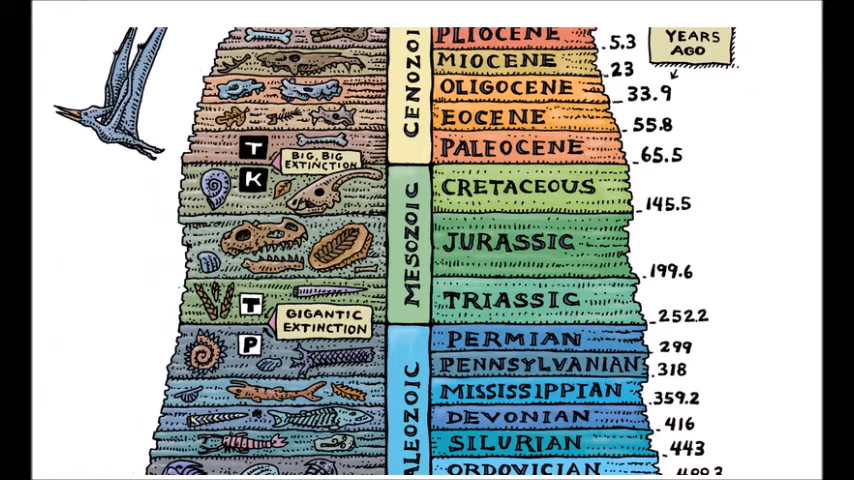 PLIOCENE
5.3
YEARS
AGO
MIOCENE
23
OLIGOCENE
33.9
EOCENE
55.8
PALEOCENE
65.5
CENOZOI
T
BIG, BIG
EXTINCTION
K
CRETACEOUS
145.5
JURASSIC
199.6
MESOZOIC
TRIASSIC
252.2
T
GIGANTIC
EXTINCTION
P
PERMIAN
299
PENNSYLVANIAN
318
MISSISSIPPIAN
359.2
DEVONIAN
416
SILURIAN
443
ALEOZOIC
ORDOVICIAN
488.3